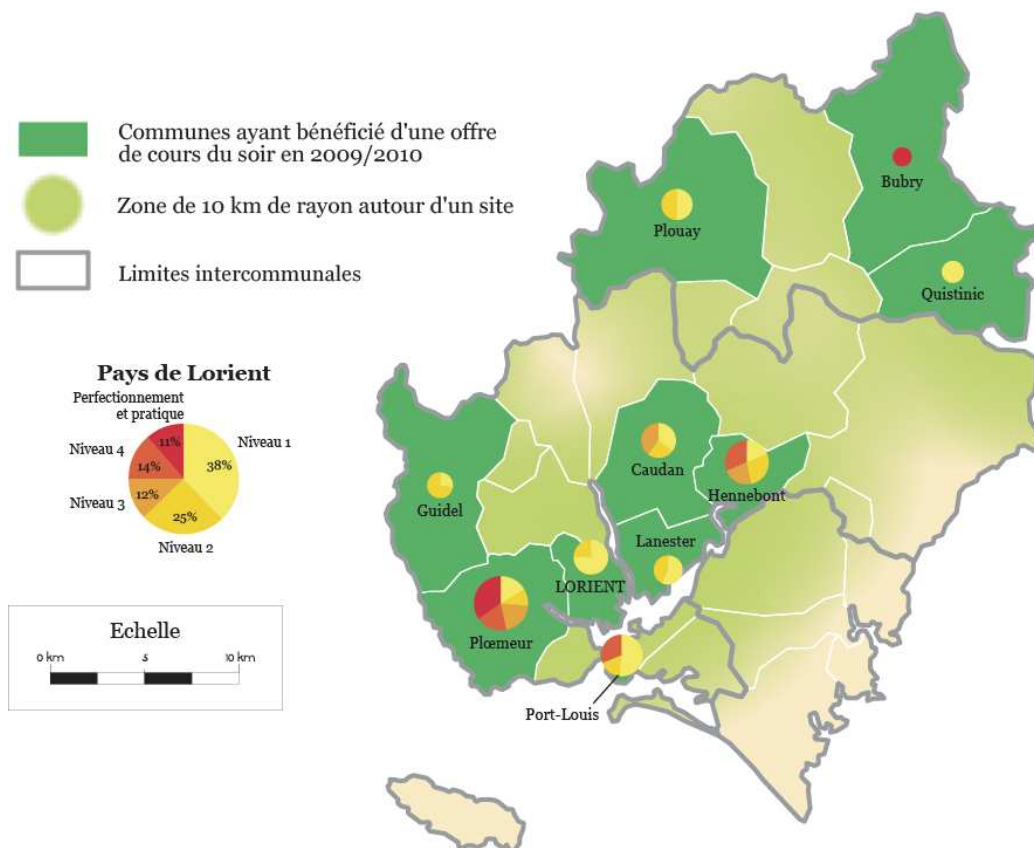 Communes ayant bénéficié d'une offre
de cours du soir en 2009/2010
Zone de 10 km de rayon autour d'un site
Limites intercommunales
Pays de Lorient
Perfectionnement
et pratique
11%
Niveau 4
14%
Niveau 1
38%
Niveau 3
12%
25%
Niveau 2
Echelle
0 km
5
10 km
Bubry
Plouay
Quistinic
Caudan
Hennebont
Guidel
Lanester
LORIENT
Plœmeur
Port-Louis